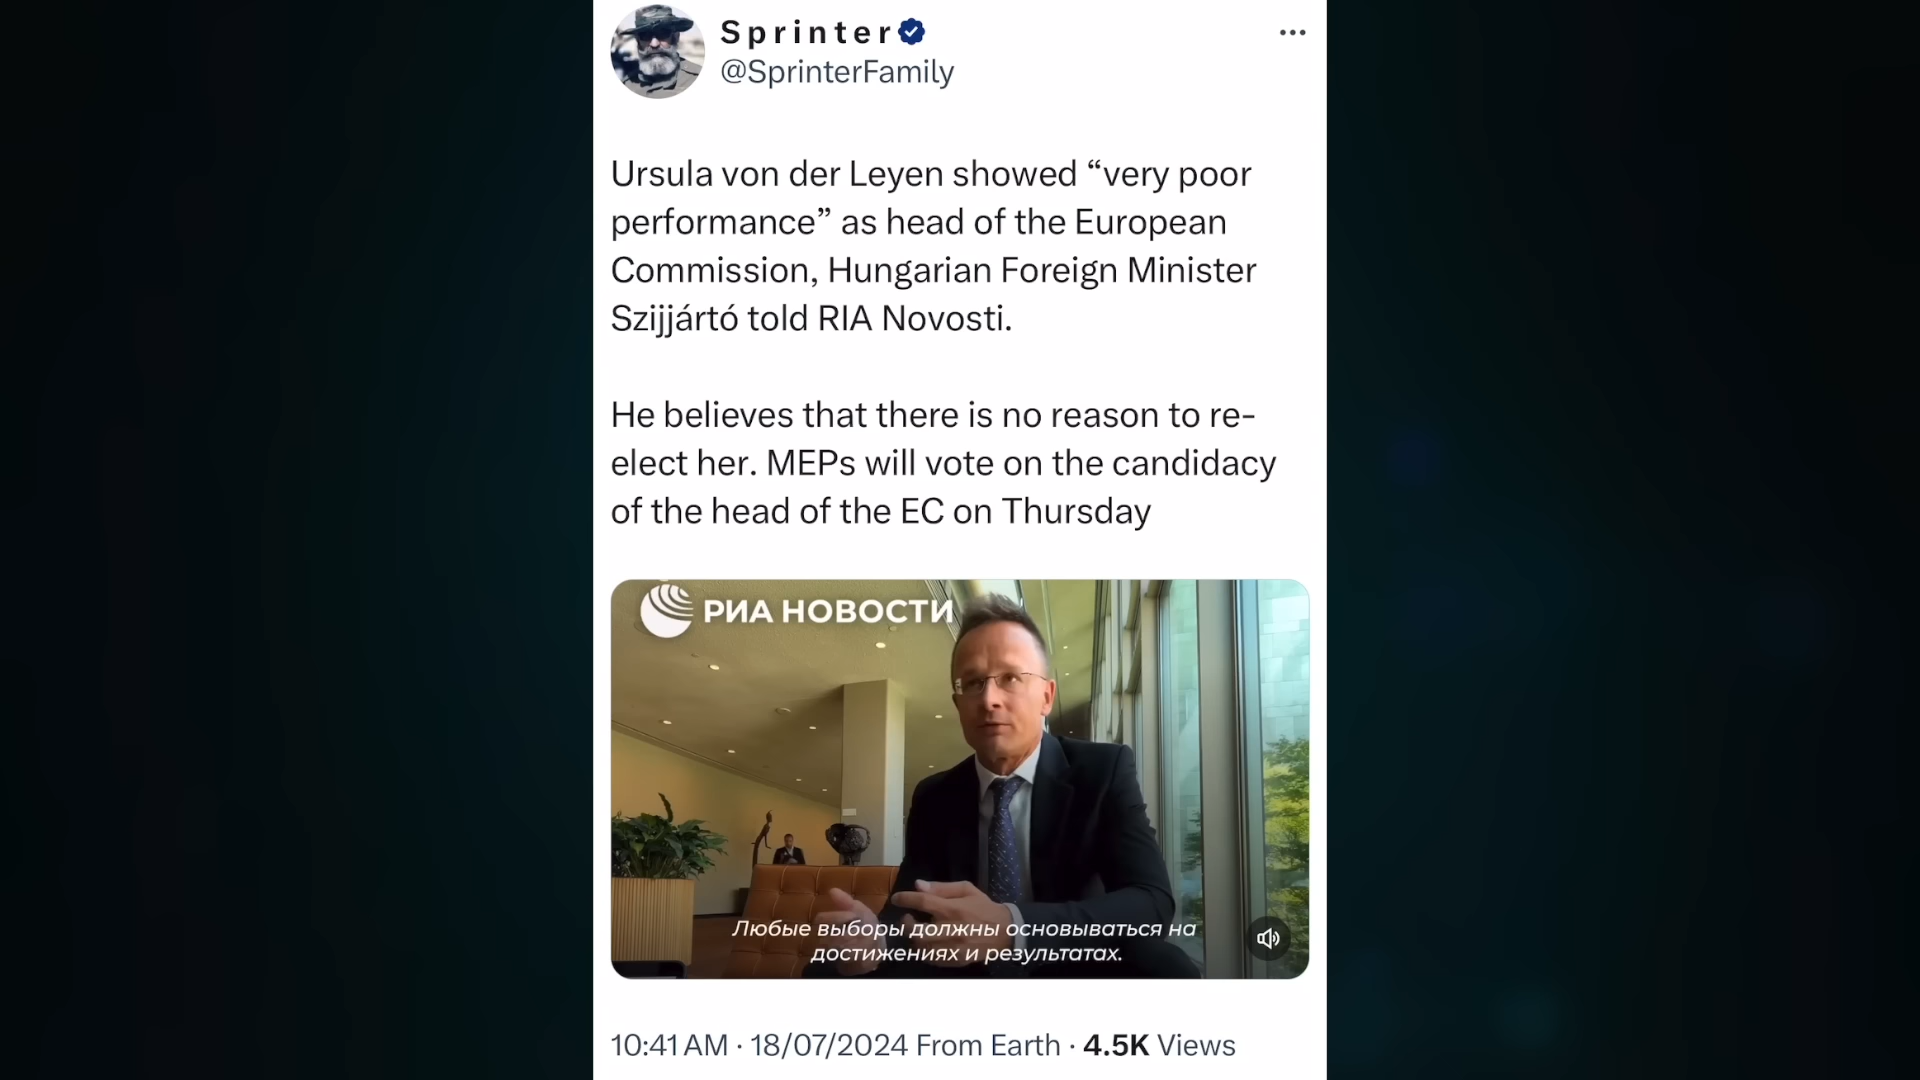 Sprinter
@SprinterFamily
Ursula von der Leyen showed “very poor
performance” as head of the European
Commission, Hungarian Foreign Minister
Szijjártó told RIA Novosti.
He believes that there is no reason to re-
elect her. MEPs will vote on the candidacy
of the head of the EC on Thursday
РИА НОВОСТИ
Любые выборы должны основываться на
достижениях и результатах.
10:41 AM · 18/07/2024 From Earth · 4.5K Views